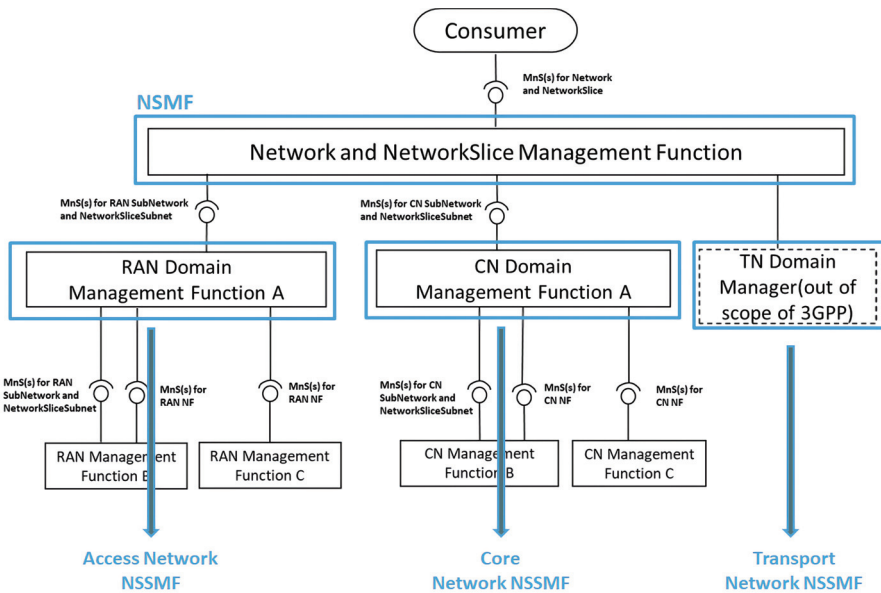 Consumer
MnS(s) for Network
and NetworkSlice
NSMF
Network and NetworkSlice Management Function
MnS(s) for RAN SubNetwork
and NetworkSliceSubnet
MnS(s) for CN SubNetwork
and NetworkSliceSubnet
RAN Domain
Management Function A
CN Domain
Management Function A
TN Domain
Manager(out of
scope of 3GPP)
MnS(s) for RAN
SubNetwork and
NetworkSliceSubnet
MnS(s) for
RAN NF
MnS(s) for
RAN NF
MnS(s) for CN
SubNetwork and
NetworkSliceSubnet
MnS(s) for
CN NF
MnS(s) for
CN NF
RAN Management
Function B
RAN Management
Function C
CN Management
Function B
CN Management
Function C
Access Network
NSSMF
Core
Network NSSMF
Transport
Network NSSMF